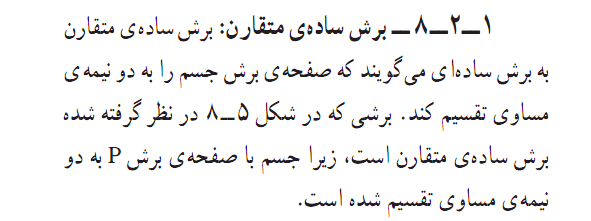 ۱ــ۲ــ۸ ــ برش ساده‌ی متقارن: برش ساده‌ی متقارن
به برش ساده‌ای می‌گویند که صفحه‌ی برش جسم را به دو نیمه‌ی
مساوی تقسیم کند. برشی که در شکل ۵ــ۸ در نظر گرفته شده
برش ساده‌ی متقارن است، زیرا جسم با صفحه‌ی برش P به دو
نیمه‌ی مساوی تقسیم شده است.